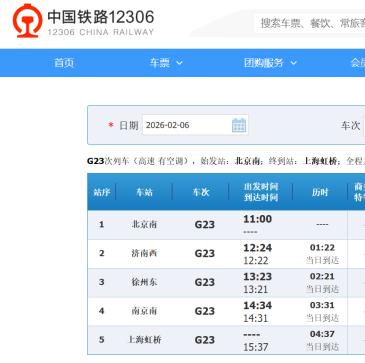 中国铁路12306
12306 CHINA RAILWAY
搜索车票、餐饮、常旅客
首页 车票 团购服务 会员
* 日期 2026-02-06 车次
G23次列车（高速 有空调），始发站：北京南；终到站：上海虹桥；全程
站序 车站 车次 出发时间 历时
到达时间
1 北京南 G23 11:00 ----
----
2 济南西 G23 12:24 01:22
12:22 当日到达
3 徐州东 G23 13:23 02:21
13:21 当日到达
4 南京南 G23 14:34 03:31
14:31 当日到达
5 上海虹桥 G23 ---- 04:37
15:37 当日到达